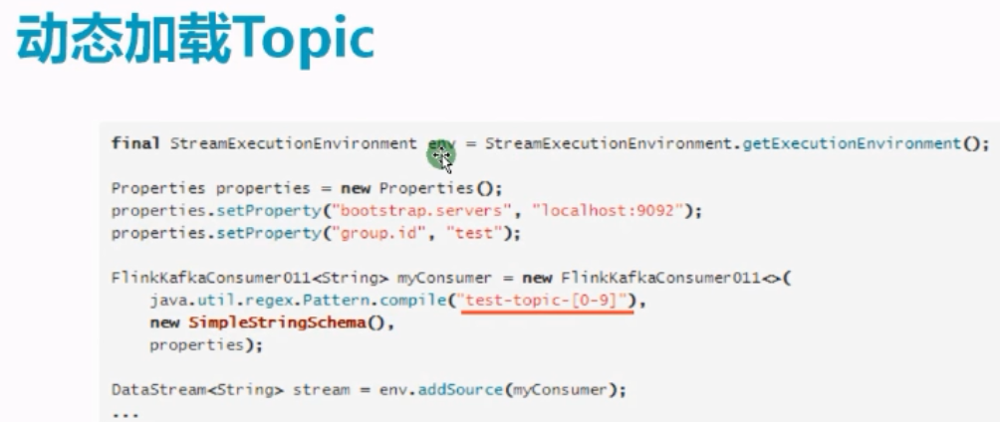 动态加载Topic
final StreamExecutionEnvironment env = StreamExecutionEnvironment.getExecutionEnvironment();
Properties properties = new Properties();
properties.setProperty("bootstrap.servers", "localhost:9092");
properties.setProperty("group.id", "test");
FlinkKafkaConsumer011<String> myConsumer = new FlinkKafkaConsumer011<>(
java.util.regex.Pattern.compile("test-topic-[0-9]"),
new SimpleStringSchema(),
properties);
DataStream<String> stream = env.addSource(myConsumer);
...